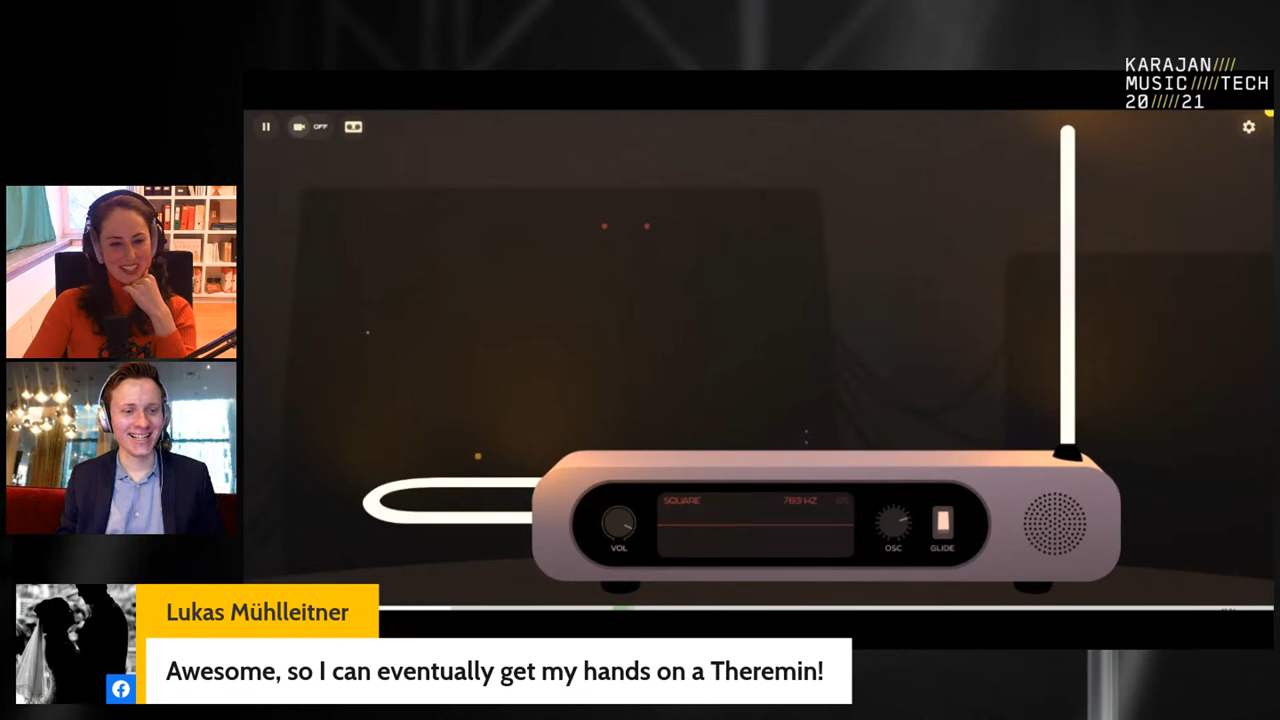 KARAJAN////
MUSIC/////TECH
20/////21
OFF
SQUARE
783 HZ
VOL
OSC
GLIDE
Lukas Mühlleitner
Awesome, so I can eventually get my hands on a Theremin!